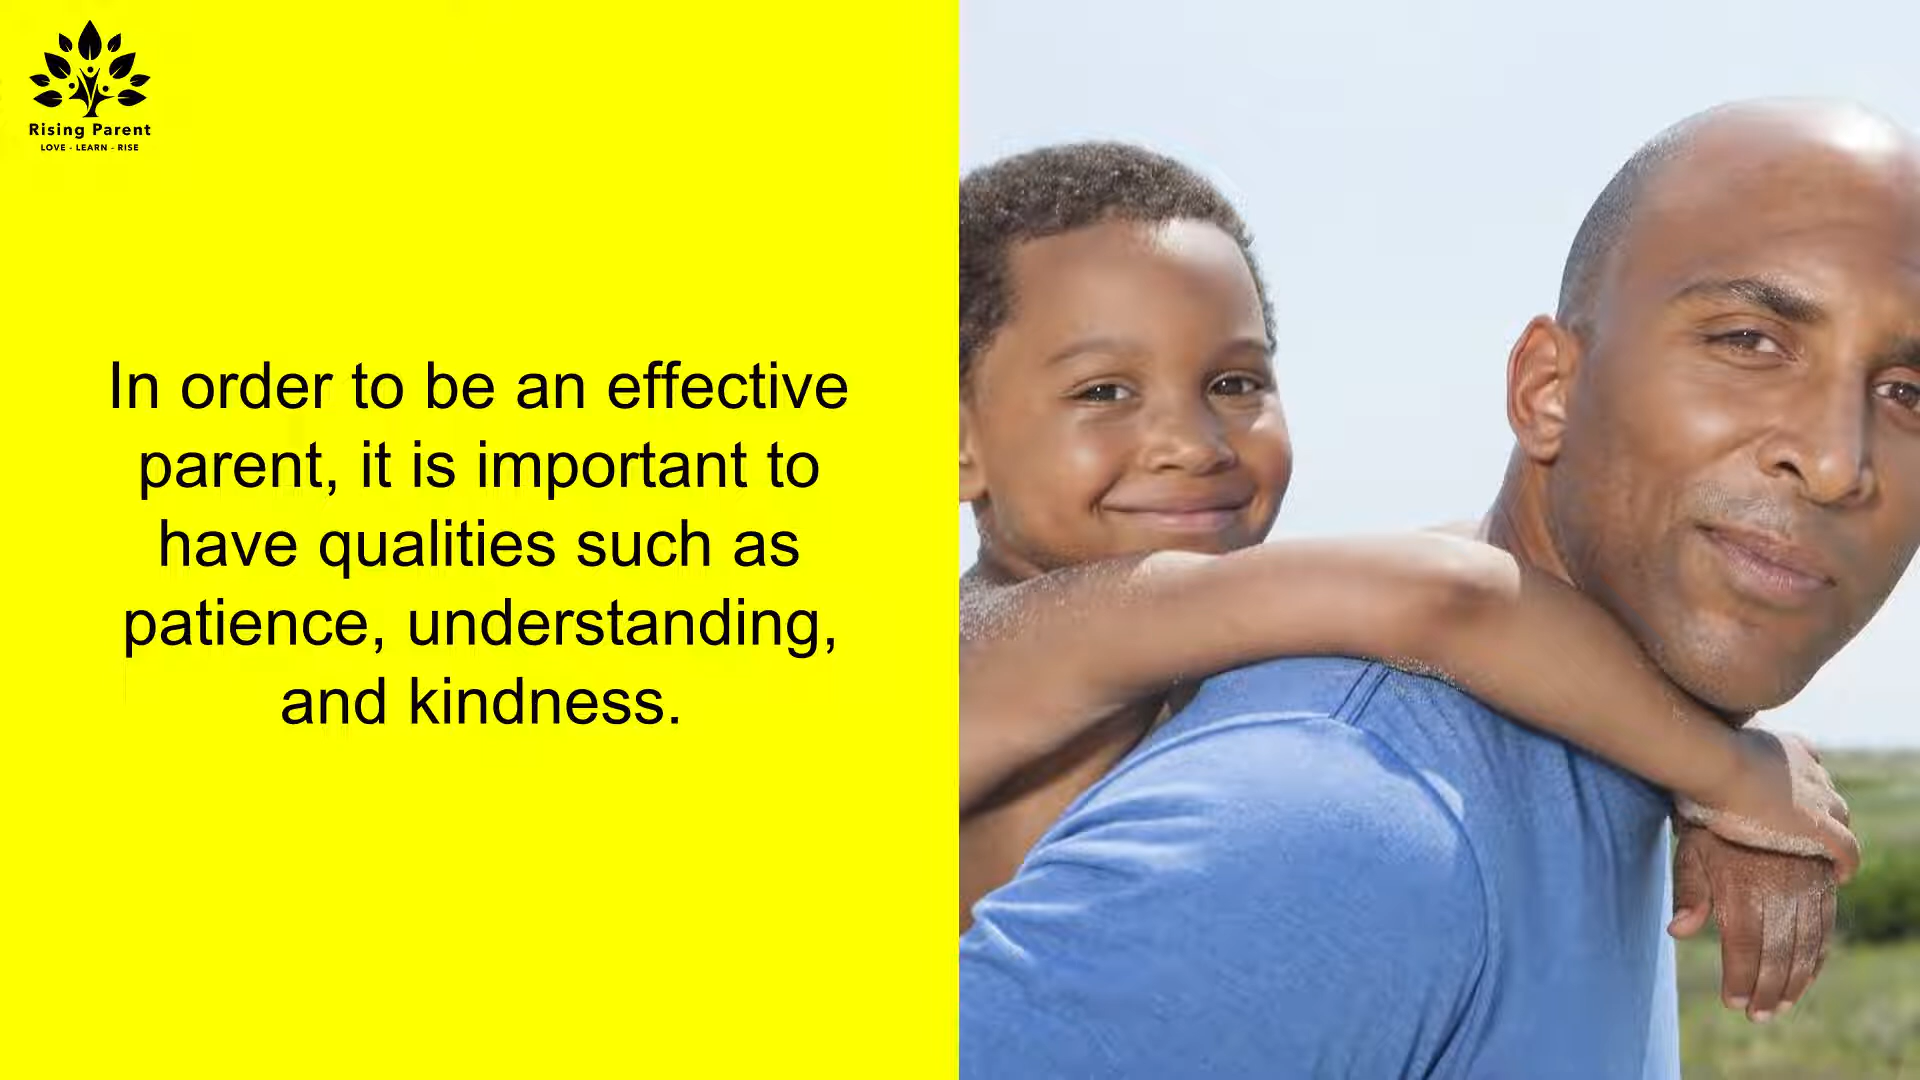 Rising Parent
LOVE - LEARN - RISE
In order to be an effective
parent, it is important to
have qualities such as
patience, understanding,
and kindness.